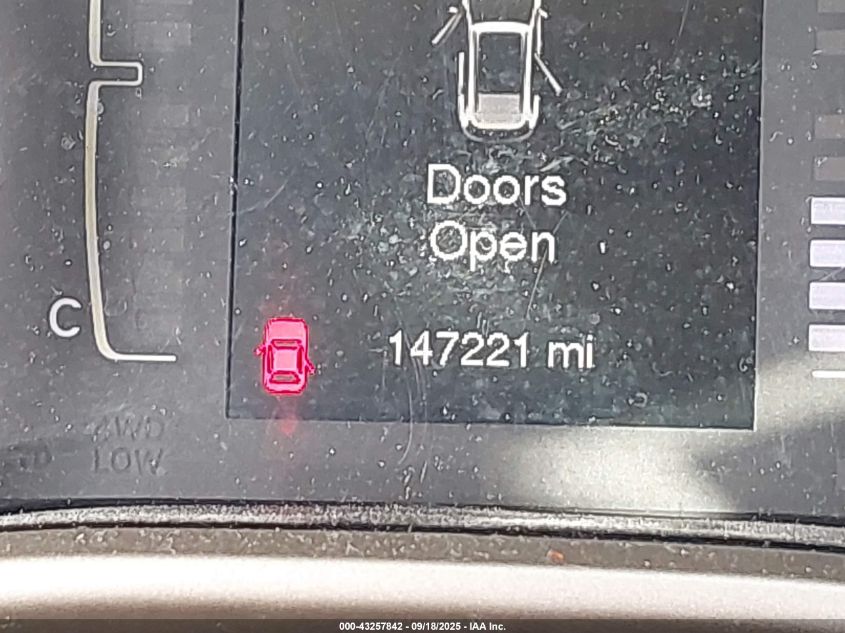 Doors
Open
C
147221 mi
4WD
LOW
000-43257842 - 09/18/2025 - IAA Inc.